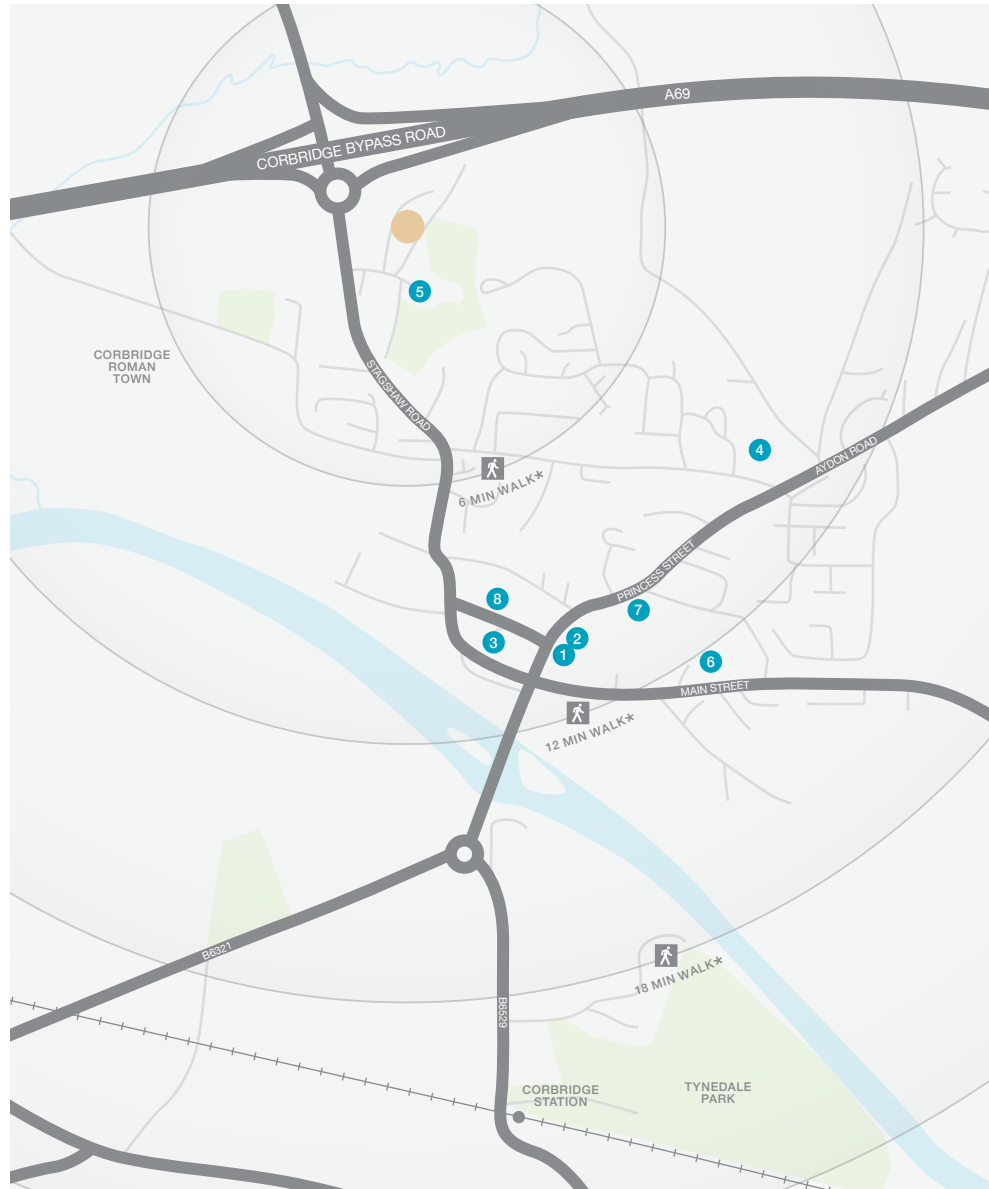 A69
CORBRIDGE BYPASS ROAD
5
CORBRIDGE
ROMAN
TOWN
STAGSHAW ROAD
4
AYDON ROAD
6 MIN WALK*
PRINCESS STREET
8
7
3
2
1
6
MAIN STREET
12 MIN WALK*
B6321
18 MIN WALK*
B6529
CORBRIDGE
STATION
TYNEDALE
PARK